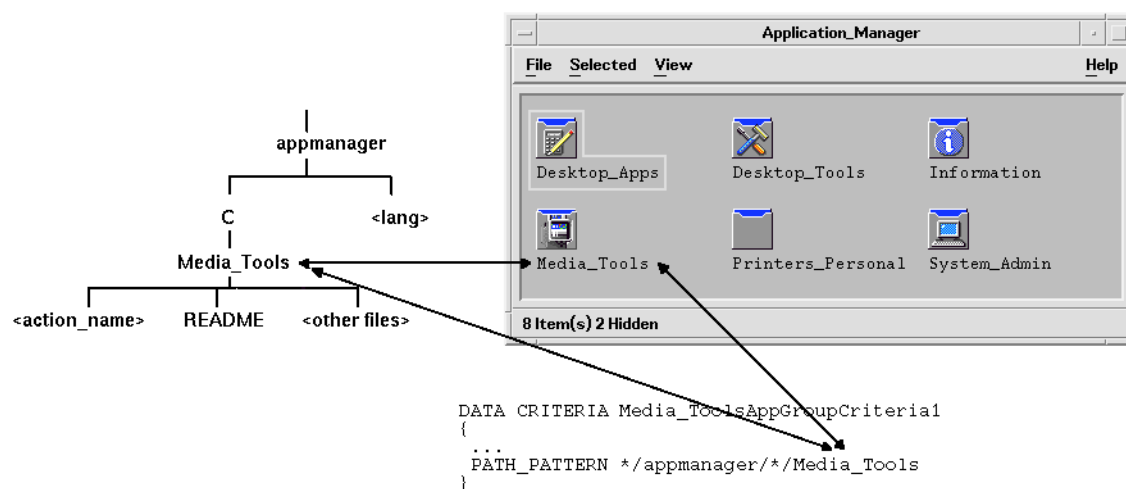 Application_Manager
File Selected View Help
Desktop_Apps Desktop_Tools Information
Media_Tools Printers_Personal System_Admin
8 Item(s) 2 Hidden
appmanager
C <lang>
Media_Tools
<action_name> README <other files>
DATA CRITERIA Media_ToolsAppGroupCriteria1
{
...
PATH_PATTERN */appmanager/*/Media_Tools
}